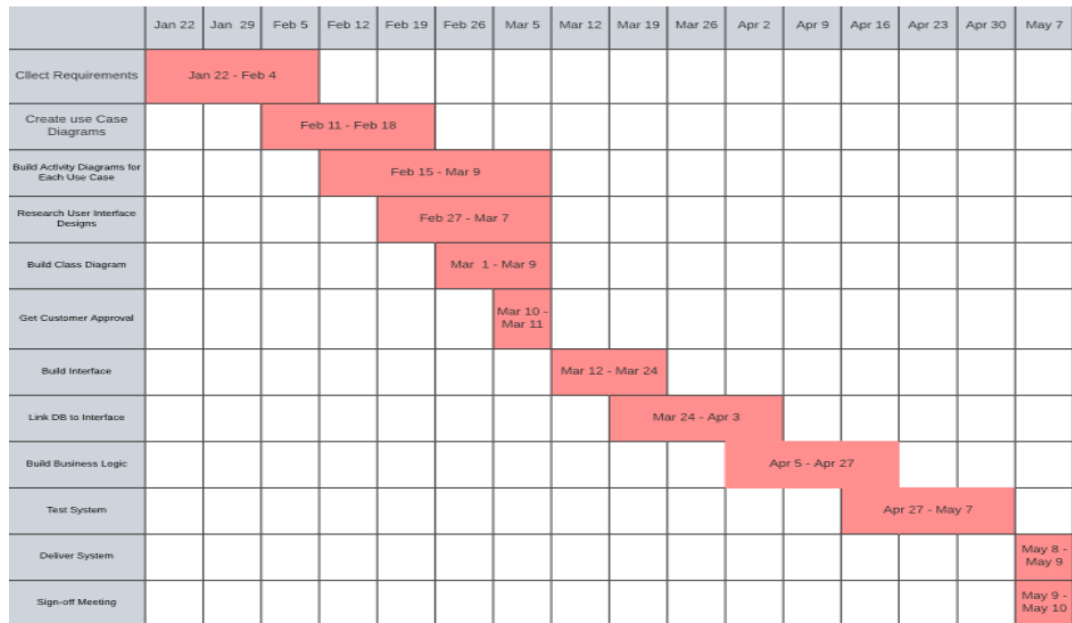 Jan 22 Jan 29 Feb 5 Feb 12 Feb 19 Feb 26 Mar 5 Mar 12 Mar 19 Mar 26 Apr 2 Apr 9 Apr 16 Apr 23 Apr 30 May 7
Cllect Requirements Jan 22 - Feb 4
Create use Case
Diagrams
Feb 11 - Feb 18
Build Activity Diagrams for
Each Use Case
Feb 15 - Mar 9
Research User Interface
Designs
Feb 27 - Mar 7
Build Class Diagram Mar 1 - Mar 9
Get Customer Approval
Mar 10 -
Mar 11
Build Interface Mar 12 - Mar 24
Link DB to Interface Mar 24 - Apr 3
Build Business Logic Apr 5 - Apr 27
Test System Apr 27 - May 7
Deliver System
May 8 -
May 9
Sign-off Meeting
May 9 -
May 10